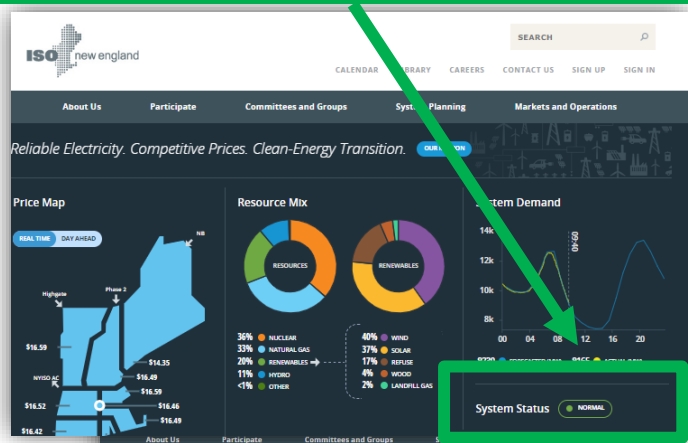 ISO new england
SEARCH
CALENDAR LIBRARY CAREERS CONTACT US SIGN UP SIGN IN
About Us Participate Committees and Groups System Planning Markets and Operations
Reliable Electricity. Competitive Prices. Clean-Energy Transition.
Price Map
REAL TIME DAY AHEAD
NB
Highgate
Phase 2
$16.59
$14.35
NYISO AC
$16.49
$16.59
$16.52
$16.46
$16.49
$16.42
Resource Mix
RESOURCES
RENEWABLES
36% NUCLEAR
33% NATURAL GAS
20% RENEWABLES
11% HYDRO
<1% OTHER
40% WIND
37% SOLAR
17% REFUSE
4% WOOD
2% LANDFILL GAS
System Demand
14k
12k
10k
8k
09:40
00 04 08 12 16 20
System Status NORMAL
About Us Participate Committees and Groups